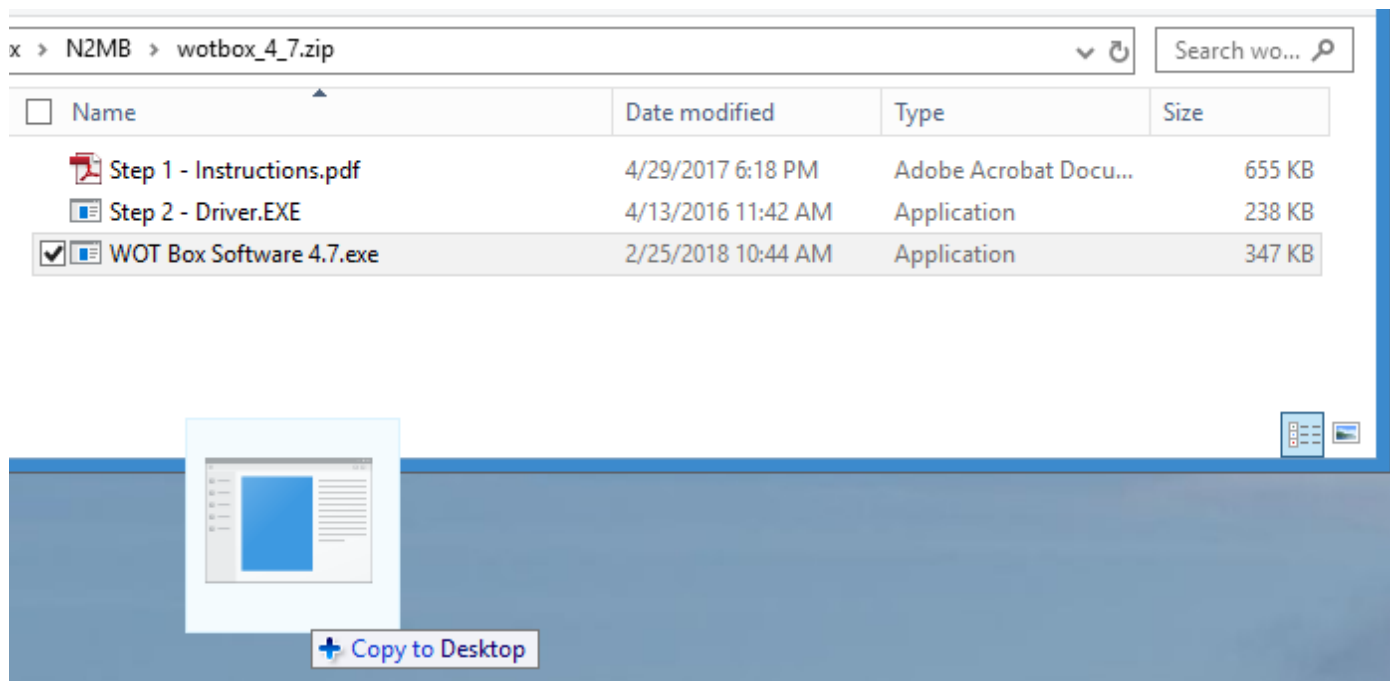 x > N2MB > wotbox_4_7.zip Search wo...
Name Date modified Type Size
Step 1 - Instructions.pdf 4/29/2017 6:18 PM Adobe Acrobat Docu... 655 KB
Step 2 - Driver.EXE 4/13/2016 11:42 AM Application 238 KB
WOT Box Software 4.7.exe 2/25/2018 10:44 AM Application 347 KB
Copy to Desktop